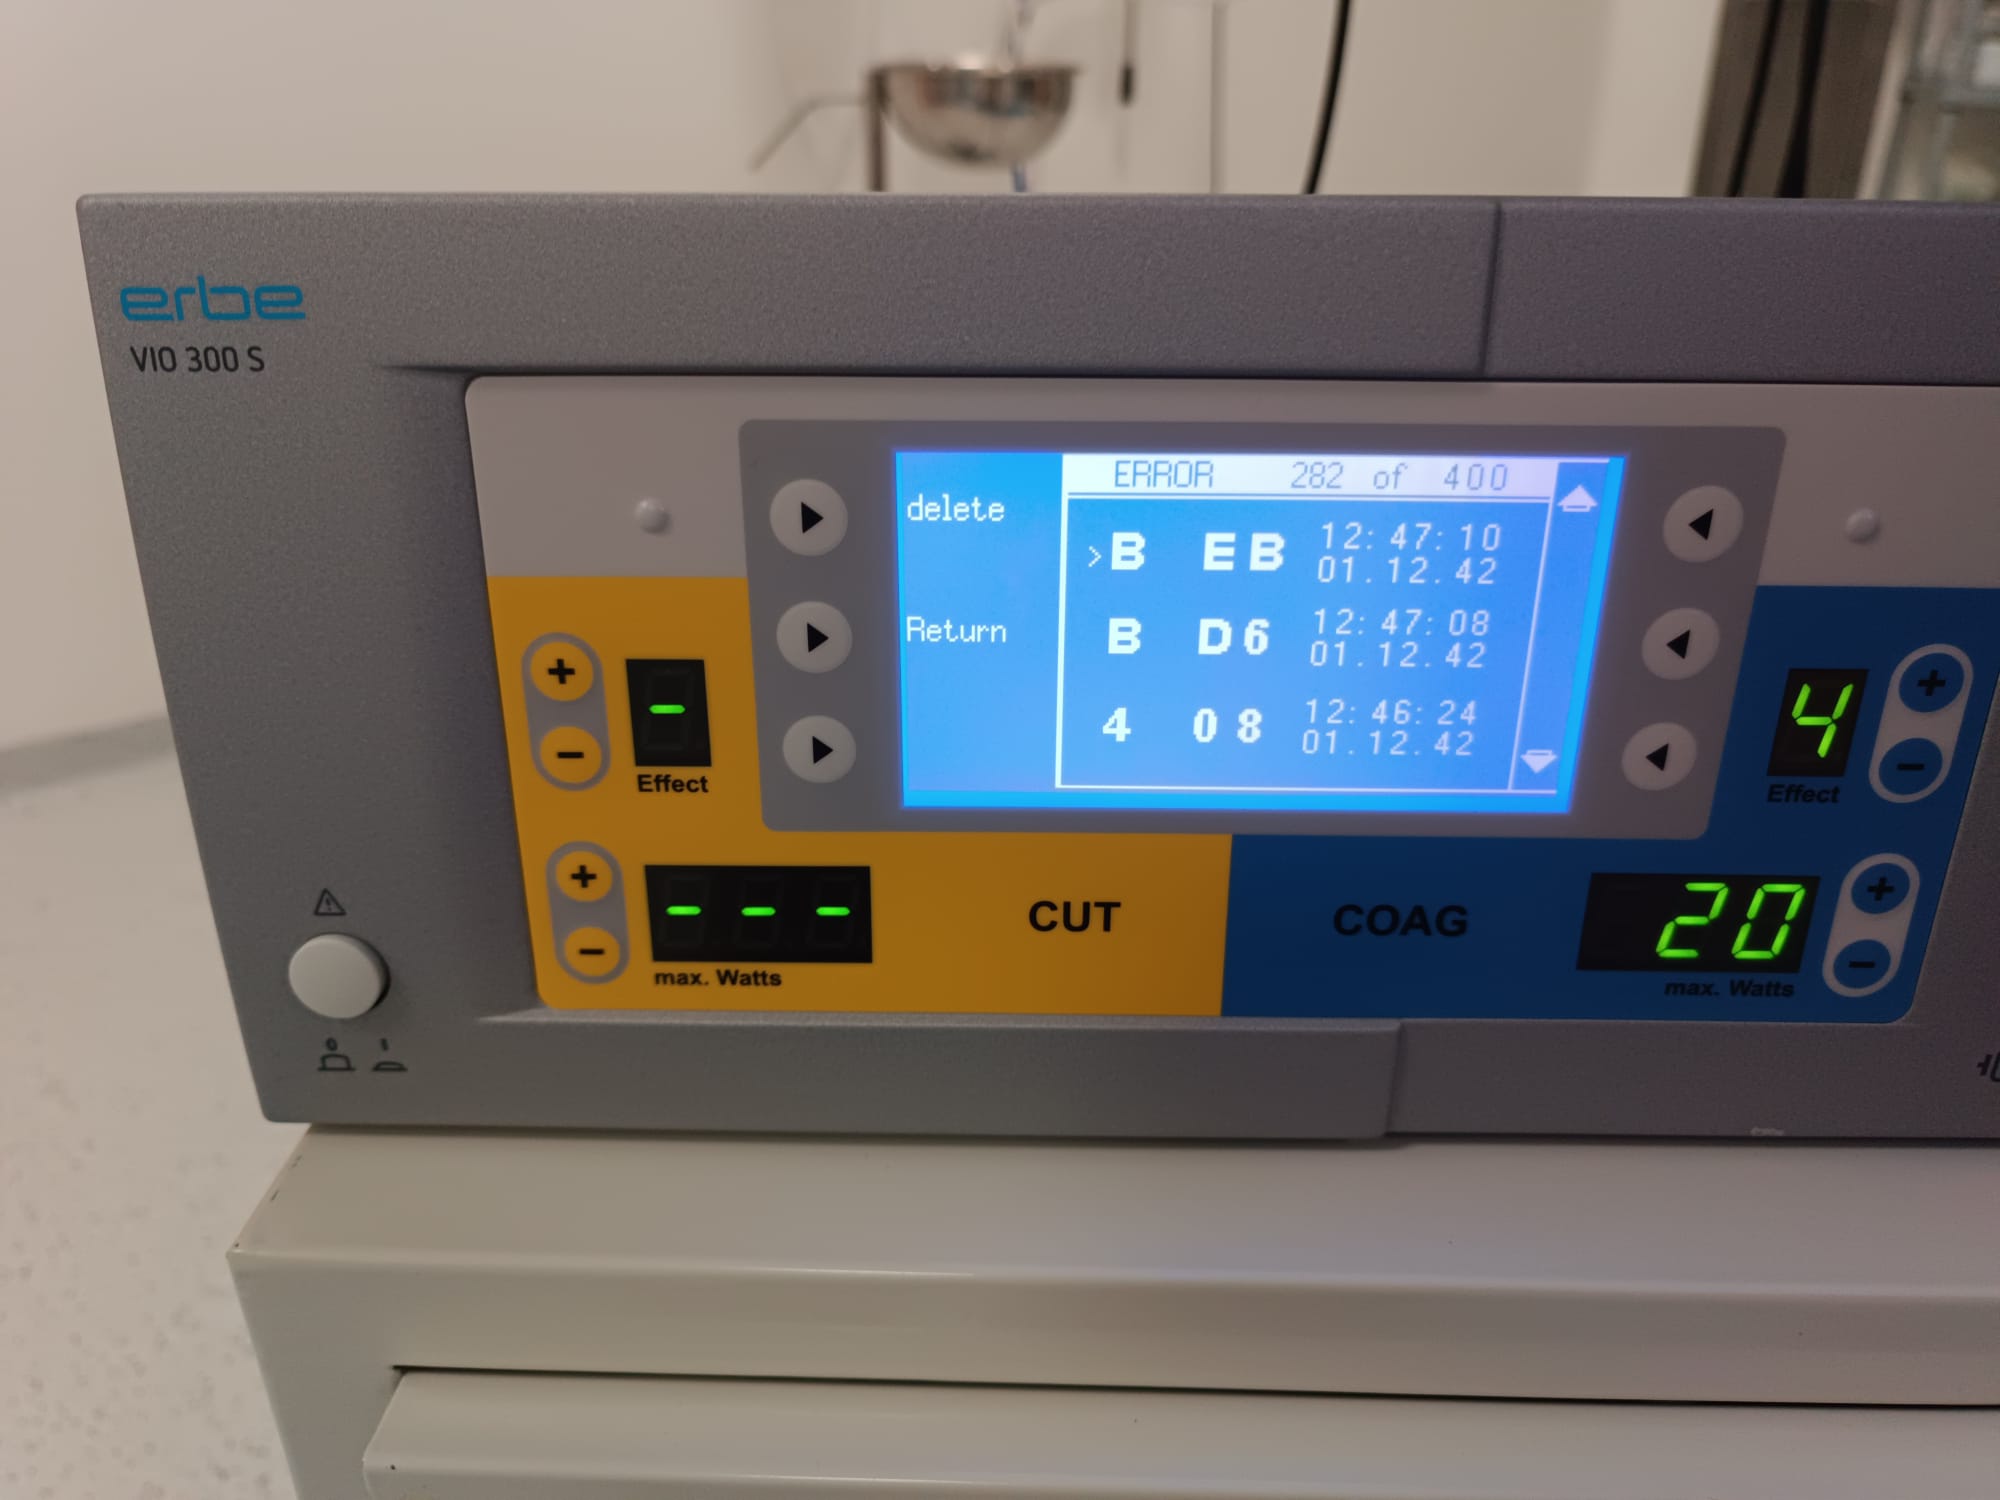 erbe
VIO 300 S
ERROR 282 of 400
delete
>B EB 12:47:10
01.12.42
Return
B D6 12:47:08
01.12.42
4 08 12:46:24
01.12.42
-
Effect
4
Effect
---
max. Watts
CUT
COAG
20
max. Watts